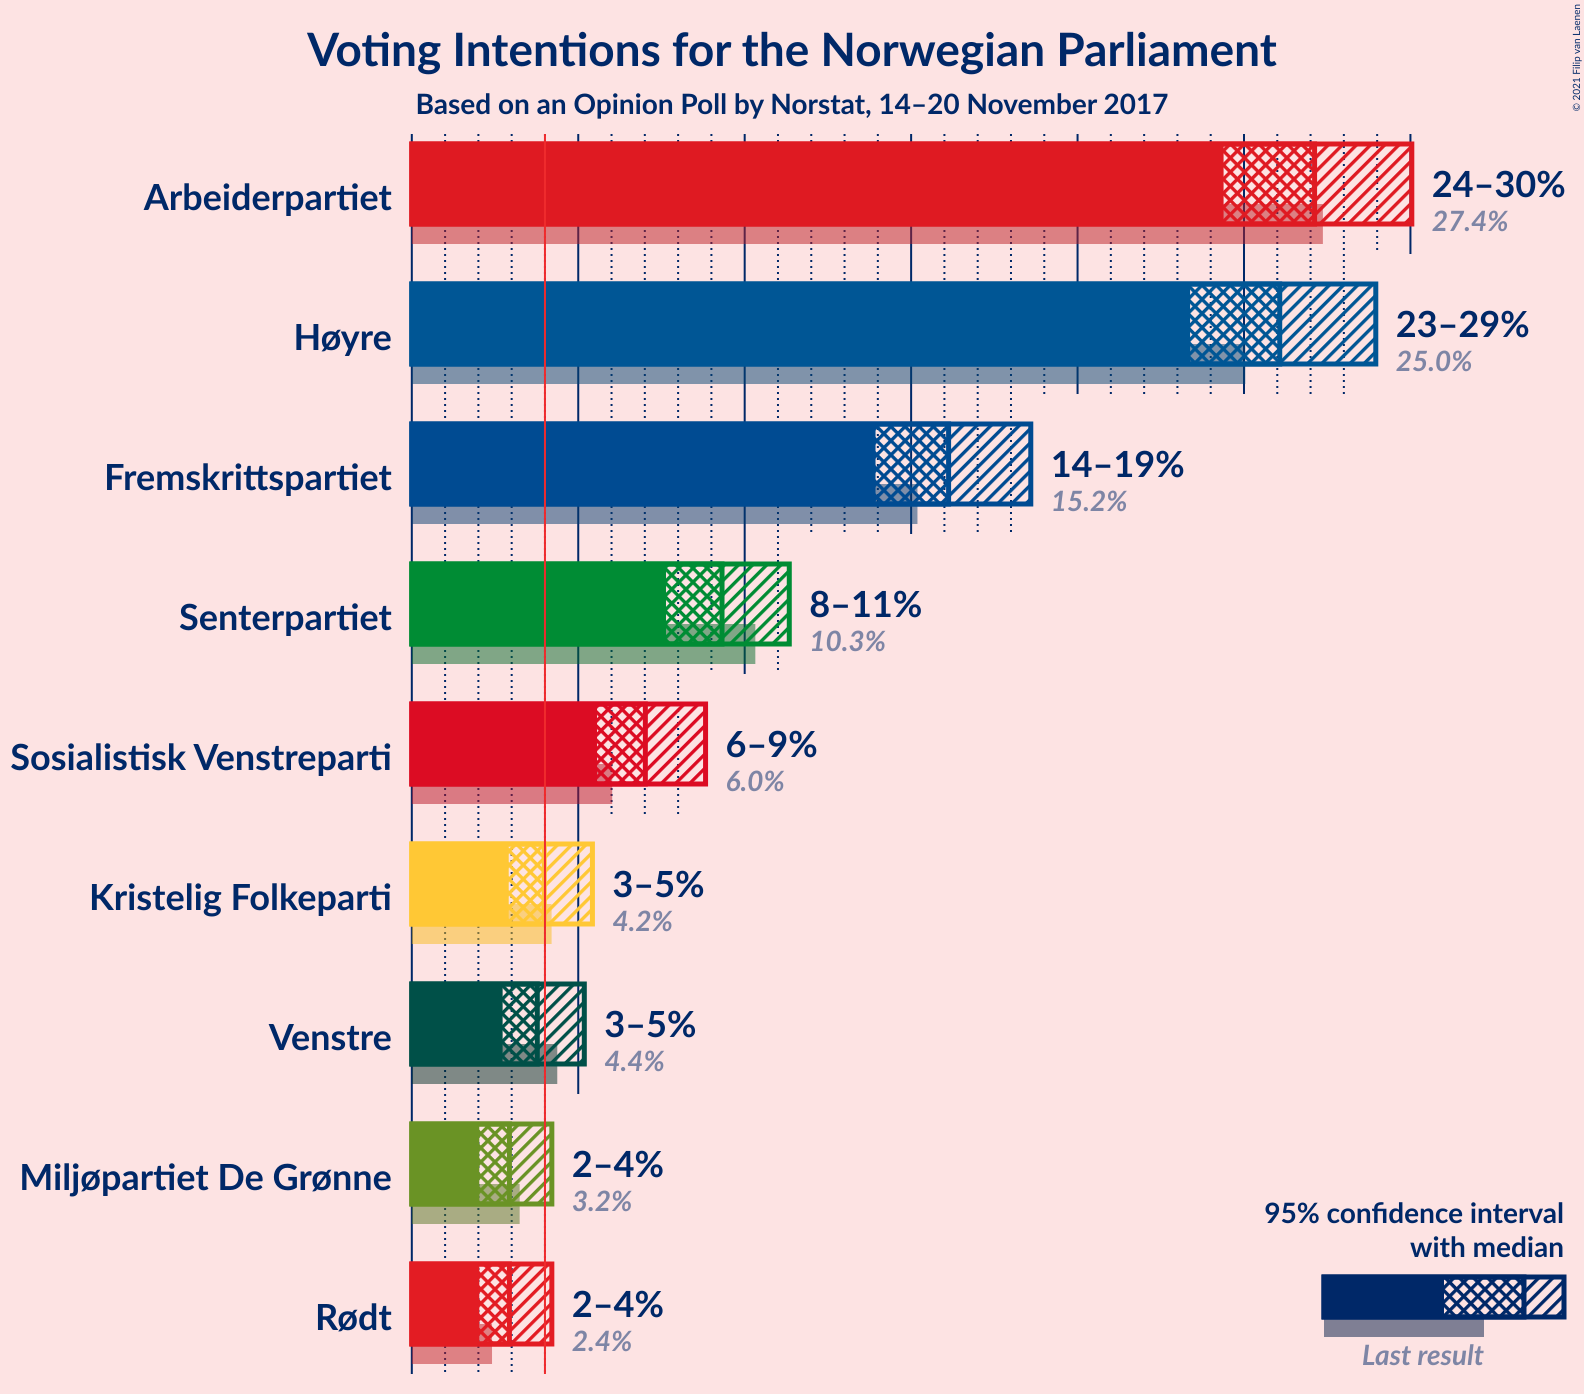 Voting Intentions for the Norwegian Parliament
Based on an Opinion Poll by Norstat, 14–20 November 2017
© 2021 Filip van Laenen
Arbeiderpartiet
24–30%
27.4%
Høyre
23–29%
25.0%
Fremskrittspartiet
14–19%
15.2%
Senterpartiet
8–11%
10.3%
Sosialistisk Venstreparti
6–9%
6.0%
Kristelig Folkeparti
3–5%
4.2%
Venstre
3–5%
4.4%
Miljøpartiet De Grønne
2–4%
3.2%
Rødt
2–4%
2.4%
95% confidence interval
with median
Last result